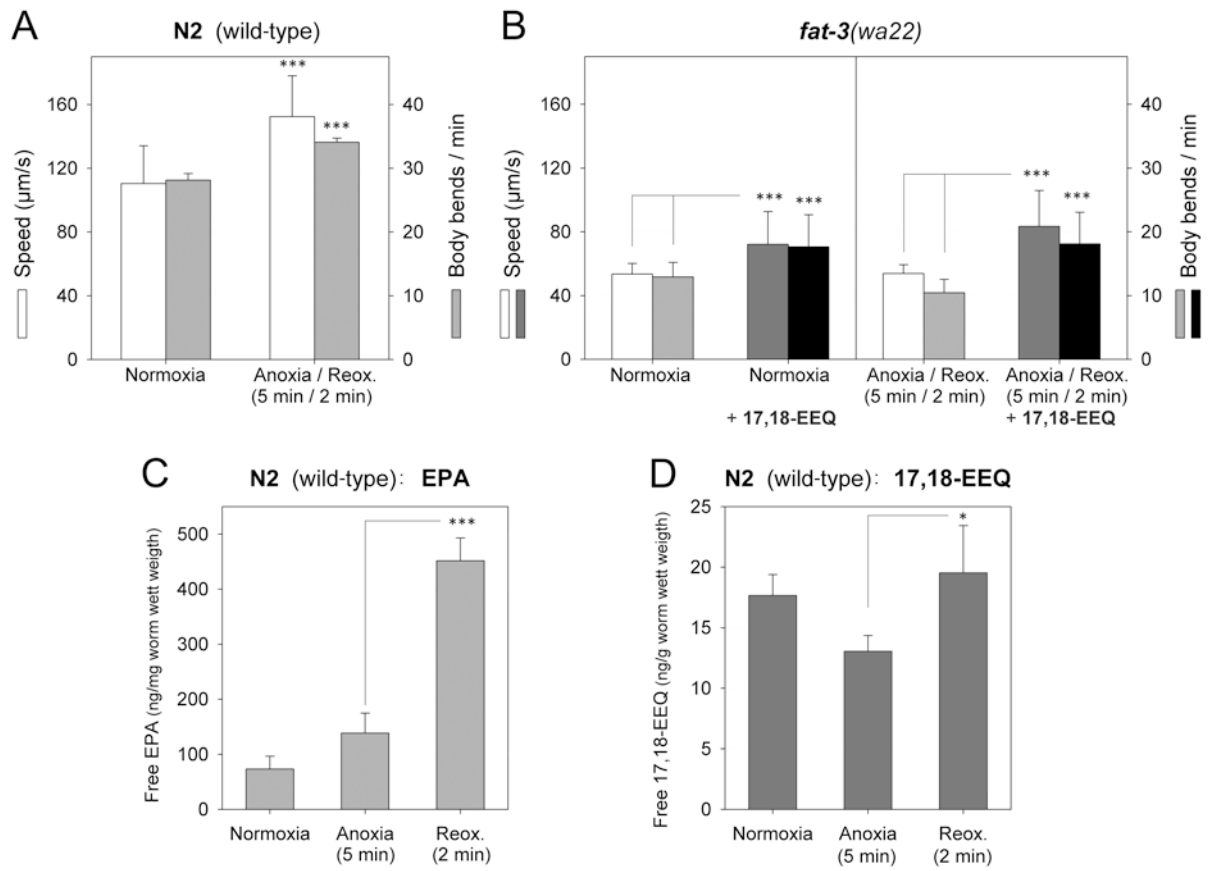 A
N2 (wild-type)
Speed (µm/s)
160
120
80
40
0
***
***
40
30
20
10
0
Body bends / min
Normoxia
Anoxia / Reox.
(5 min / 2 min)
B
fat-3(wa22)
Speed (µm/s)
160
120
80
40
0
*** ***
***
***
40
30
20
10
0
Body bends / min
Normoxia
Normoxia
+ 17,18-EEQ
Anoxia / Reox.
(5 min / 2 min)
Anoxia / Reox.
(5 min / 2 min)
+ 17,18-EEQ
C
N2 (wild-type): EPA
Free EPA (ng/mg worm wett weigth)
500
400
300
200
100
0
***
Normoxia
Anoxia
(5 min)
Reox.
(2 min)
D
N2 (wild-type): 17,18-EEQ
Free 17,18-EEQ (ng/g worm wett weigth)
25
20
15
10
5
0
*
Normoxia
Anoxia
(5 min)
Reox.
(2 min)